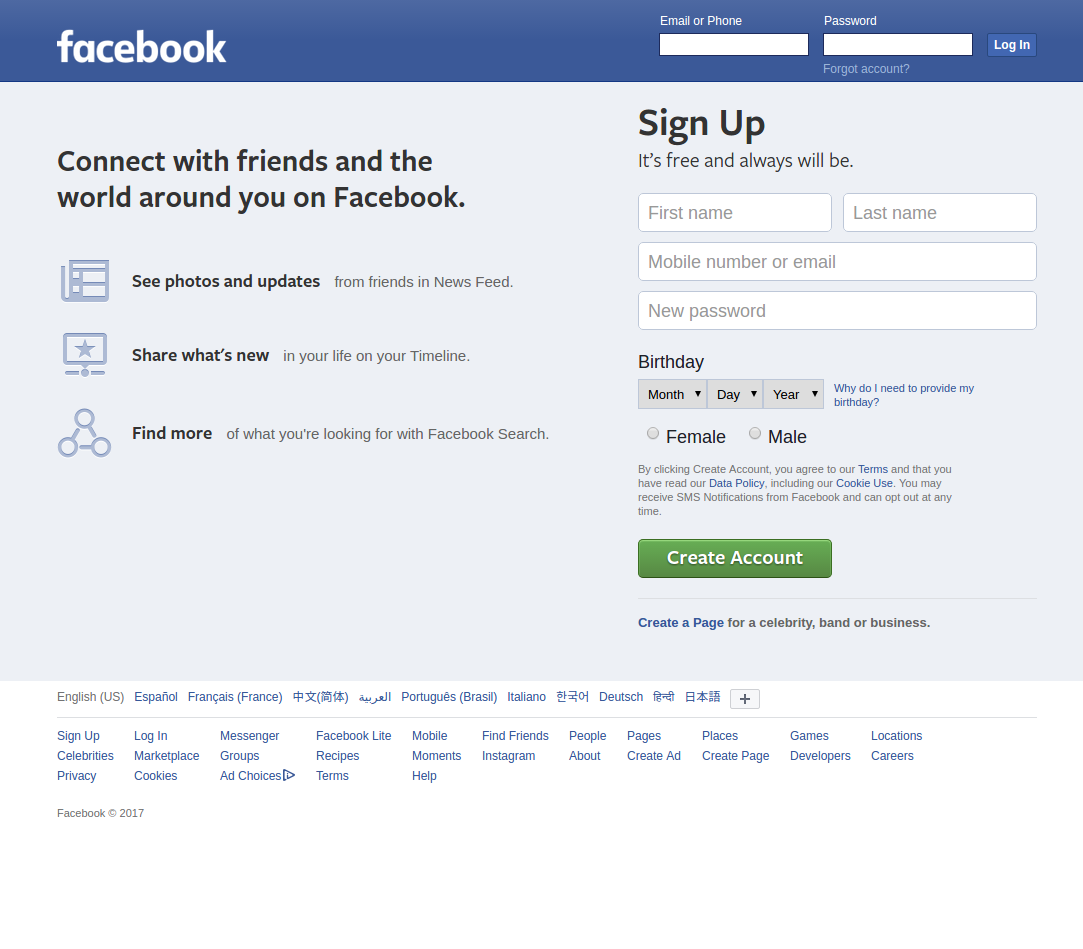 facebook
Email or Phone
Password
Log In
Forgot account?
Connect with friends and the
world around you on Facebook.
See photos and updates from friends in News Feed.
Share what's new in your life on your Timeline.
Find more of what you're looking for with Facebook Search.
Sign Up
It's free and always will be.
First name Last name
Mobile number or email
New password
Birthday
Month Day Year
Why do I need to provide my
birthday?
Female Male
By clicking Create Account, you agree to our Terms and that you
have read our Data Policy, including our Cookie Use. You may
receive SMS Notifications from Facebook and can opt out at any
time.
Create Account
Create a Page for a celebrity, band or business.
English (US) Español Français (France) 中文(简体) العربية Português (Brasil) Italiano 한국어 Deutsch हिन्दी 日本語 +
Sign Up Log In Messenger Facebook Lite Mobile Find Friends People Pages Places Games Locations
Celebrities Marketplace Groups Recipes Moments Instagram About Create Ad Create Page Developers Careers
Privacy Cookies Ad Choices Terms Help
Facebook © 2017